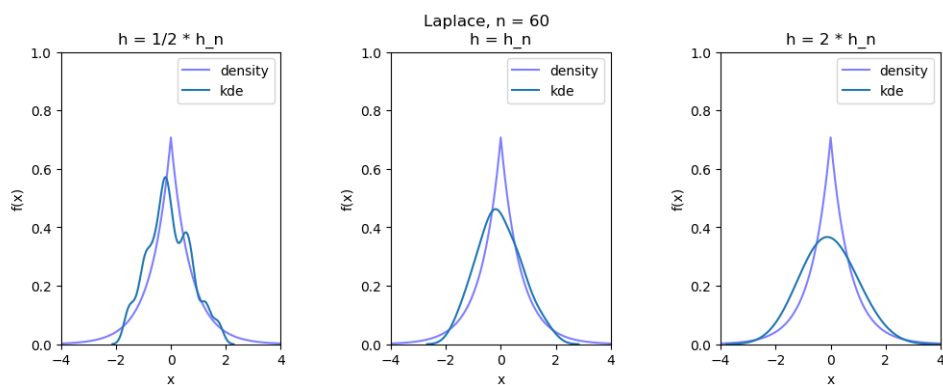 Laplace, n = 60
h = 1/2 * h_n
h = h_n
h = 2 * h_n
1.0
0.8
0.6
0.4
0.2
0.0
f(x)
density
kde
−4
−2
0
2
4
x
1.0
0.8
0.6
0.4
0.2
0.0
f(x)
density
kde
−4
−2
0
2
4
x
1.0
0.8
0.6
0.4
0.2
0.0
f(x)
density
kde
−4
−2
0
2
4
x